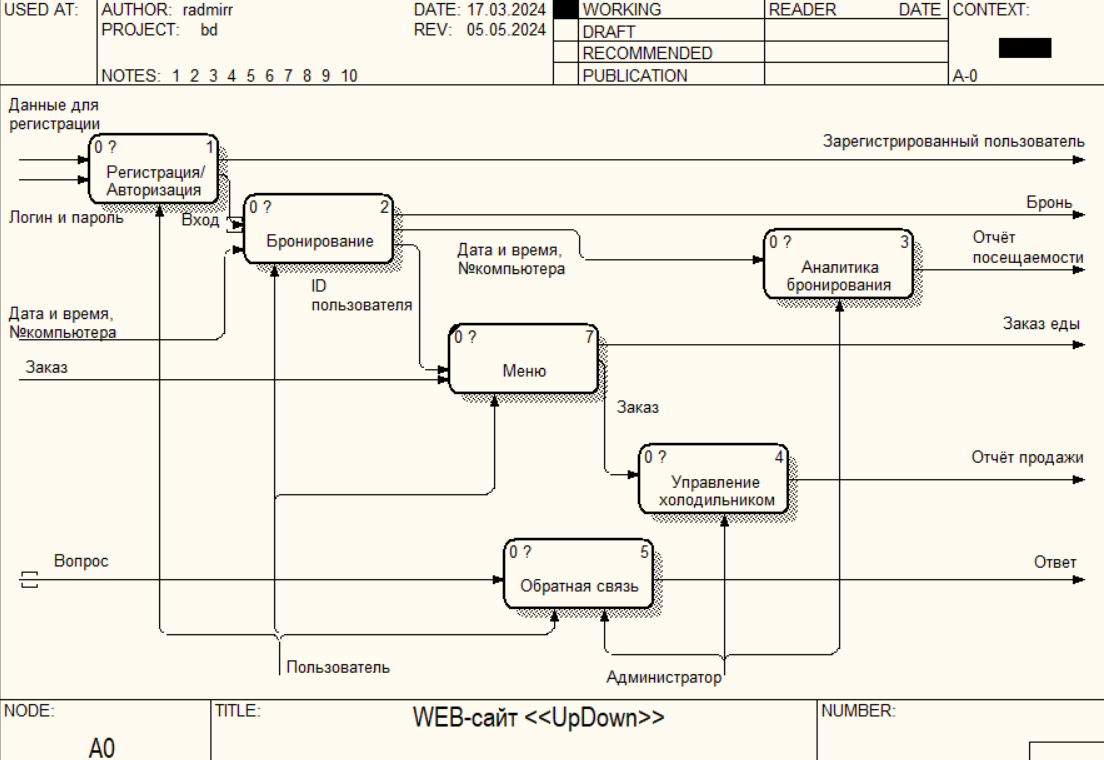 USED AT:
AUTHOR: radmirr
DATE: 17.03.2024
WORKING
READER
DATE
CONTEXT:
PROJECT: bd
REV: 05.05.2024
DRAFT
RECOMMENDED
NOTES: 1 2 3 4 5 6 7 8 9 10
PUBLICATION
A-0
Данные для
регистрации
0 ? 1
Регистрация/
Авторизация
Зарегистрированный пользователь
Логин и пароль
Вход
0 ? 2
Бронирование
Бронь
Дата и время,
№компьютера
0 ? 3
Аналитика
бронирования
Отчёт
посещаемости
ID
пользователя
Дата и время,
№компьютера
0 ? 7
Меню
Заказ еды
Заказ
Заказ
0 ? 4
Управление
холодильником
Отчёт продажи
Вопрос
0 ? 5
Обратная связь
Ответ
Пользователь
Администратор
NODE:
TITLE:
WEB-сайт <<UpDown>>
NUMBER:
A0